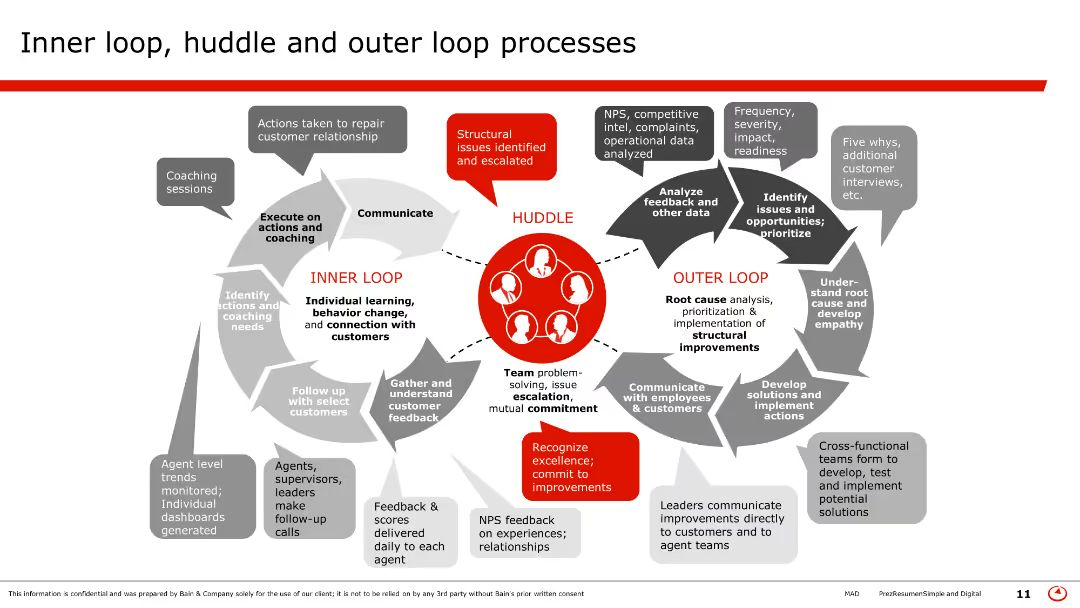 Inner loop, huddle and outer loop processes
Actions taken to repair
customer relationship
Coaching
sessions
Structural
issues identified
and escalated
NPS, competitive
intel, complaints,
operational data
analyzed
Frequency,
severity,
impact,
readiness
Five whys,
additional
customer
interviews,
etc.
Execute on
actions and
coaching
Communicate
HUDDLE
Analyze
feedback and
other data
Identify
issues and
opportunities;
prioritize
INNER LOOP
Individual learning,
behavior change,
and connection with
customers
OUTER LOOP
Root cause analysis,
prioritization &
implementation of
structural
improvements
Identify
actions and
coaching
needs
Under-
stand root
cause and
develop
empathy
Follow up
with select
customers
Gather and
understand
customer
feedback
Team problem-
solving, issue
escalation,
mutual commitment
Communicate
with employees
& customers
Develop
solutions and
implement
actions
Agent level
trends
monitored;
Individual
dashboards
generated
Agents,
supervisors,
leaders
make
follow-up
calls
Feedback &
scores
delivered
daily to each
agent
NPS feedback
on experiences;
relationships
Recognize
excellence;
commit to
improvements
Leaders communicate
improvements directly
to customers and to
agent teams
Cross-functional
teams form to
develop, test
and implement
potential
solutions
This information is confidential and was prepared by Bain & Company solely for the use of our client; it is not to be relied on by any 3rd party without Bain's prior written consent
MAD
PrezResumenSimple and Digital
11